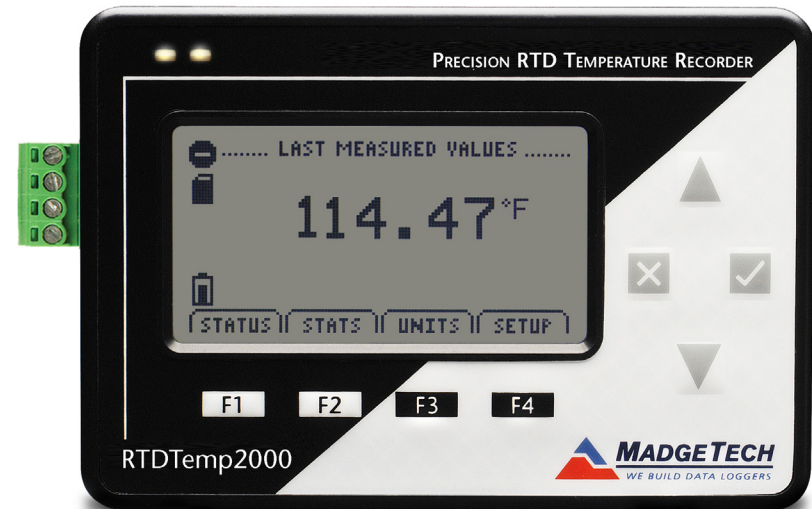 PRECISION RTD TEMPERATURE RECORDER
........ LAST MEASURED VALUES ........
114.47°F
STATUS STATS UNITS SETUP
F1 F2 F3 F4
RTDTemp2000
MADGETECH
WE BUILD DATA LOGGERS